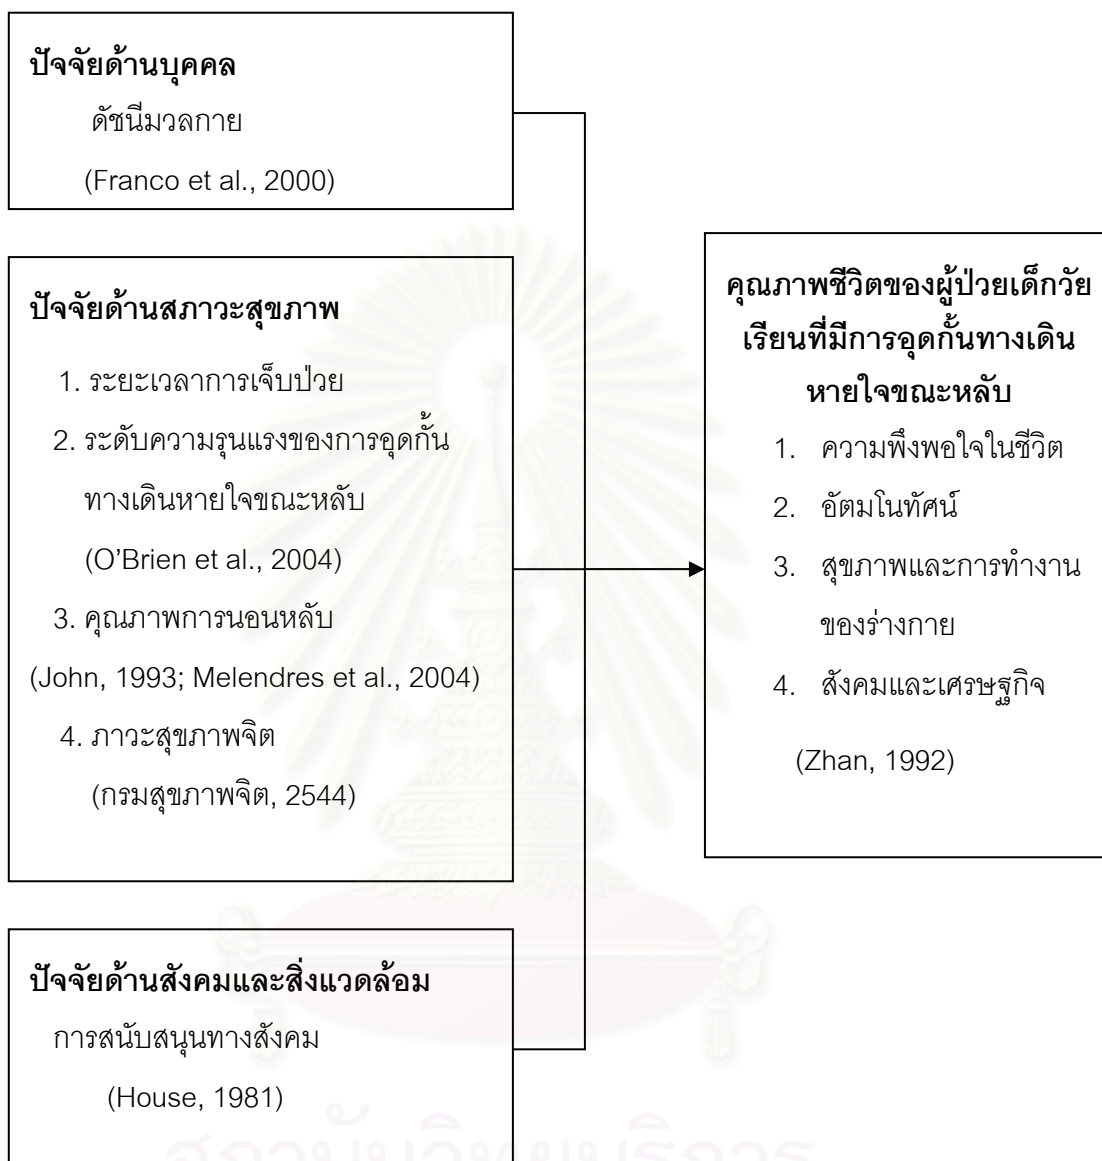 ปัจจัยด้านบุคคล
ดัชนีมวลกาย
(Franco et al., 2000)
ปัจจัยด้านสภาวะสุขภาพ
1. ระยะเวลาการเจ็บป่วย
2. ระดับความรุนแรงของการอุดกั้น
ทางเดินหายใจขณะหลับ
(O’Brien et al., 2004)
3. คุณภาพการนอนหลับ
(John, 1993; Melendres et al., 2004)
4. ภาวะสุขภาพจิต
(กรมสุขภาพจิต, 2544)
ปัจจัยด้านสังคมและสิ่งแวดล้อม
การสนับสนุนทางสังคม
(House, 1981)
คุณภาพชีวิตของผู้ป่วยเด็กวัย
เรียนที่มีการอุดกั้นทางเดิน
หายใจขณะหลับ
1. ความพึงพอใจในชีวิต
2. อัตมโนทัศน์
3. สุขภาพและการทำงาน
ของร่างกาย
4. สังคมและเศรษฐกิจ
(Zhan, 1992)
สถาบันวิทยบริการ